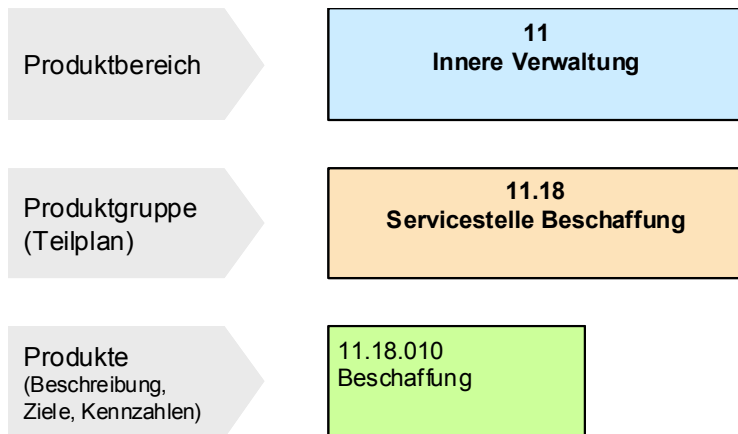 Produktbereich
11
Innere Verwaltung
Produktgruppe
(Teilplan)
11.18
Servicestelle Beschaffung
Produkte
(Beschreibung,
Ziele, Kennzahlen)
11.18.010
Beschaffung